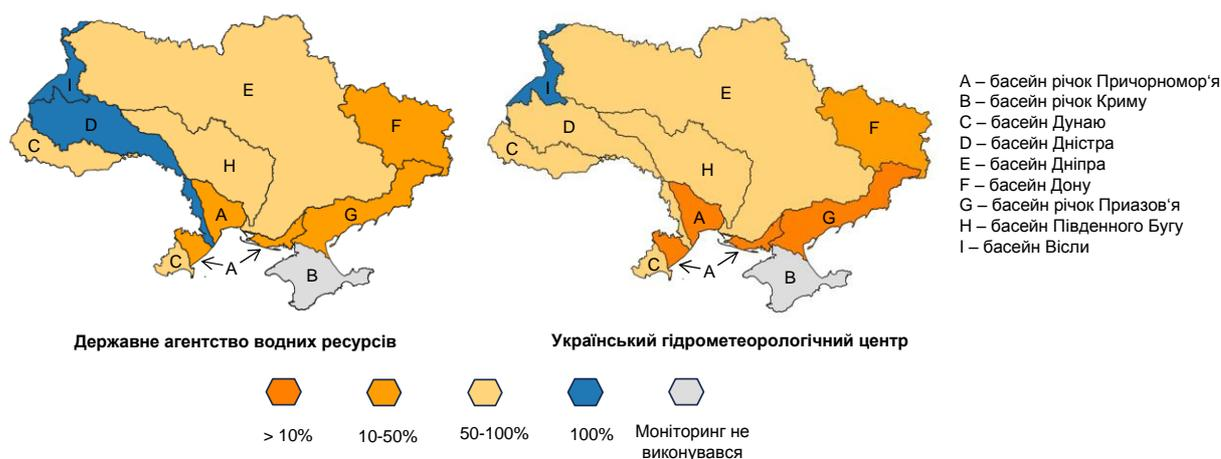 I
D
C
E
F
H
A
G
C
A
B
I
D
C
E
F
H
A
G
C
A
B
А – басейн річок Причорномор‘я
B – басейн річок Криму
C – басейн Дунаю
D – басейн Дністра
E – басейн Дніпра
F – басейн Дону
G – басейн річок Приазов‘я
H – басейн Південного Бугу
I – басейн Вісли
Державне агентство водних ресурсів
Український гідрометеорологічний центр
> 10%
10-50%
50-100%
100%
Моніторинг не
виконувався